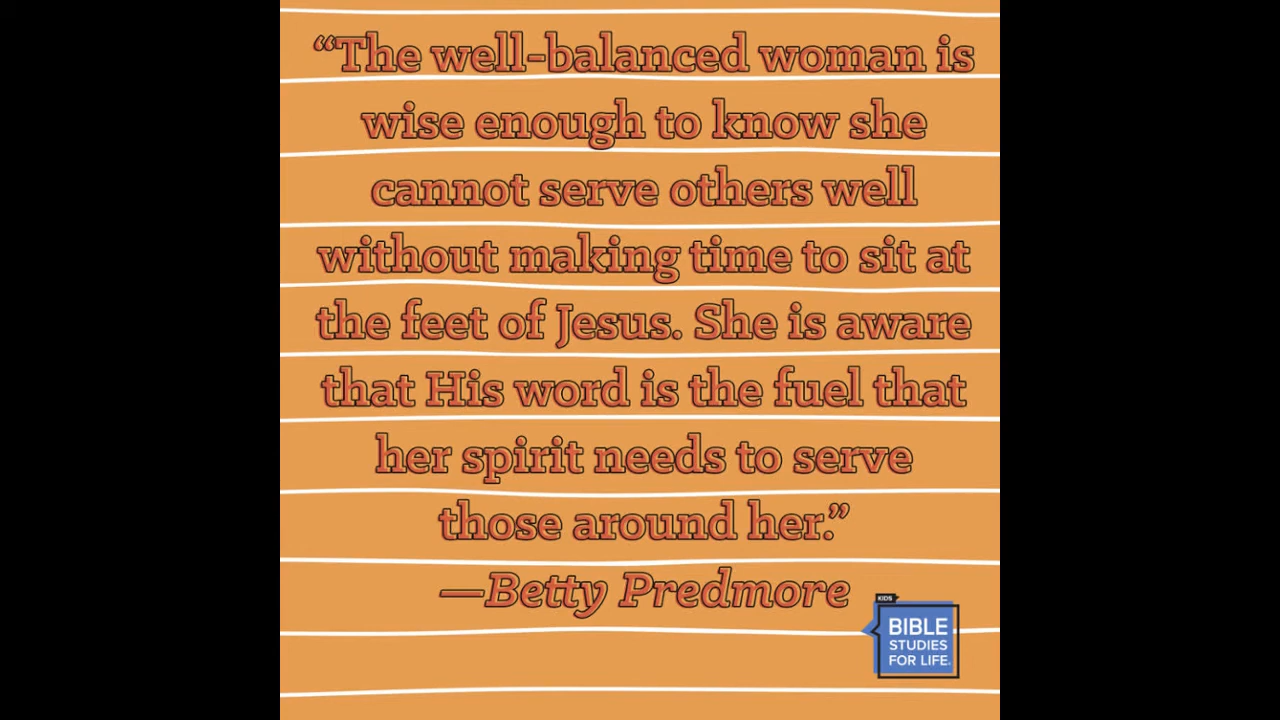 “The well-balanced woman is
wise enough to know she
cannot serve others well
without making time to sit at
the feet of Jesus. She is aware
that His word is the fuel that
her spirit needs to serve
those around her.”
—Betty Predmore
KIDS
BIBLE
STUDIES
FOR LIFE.